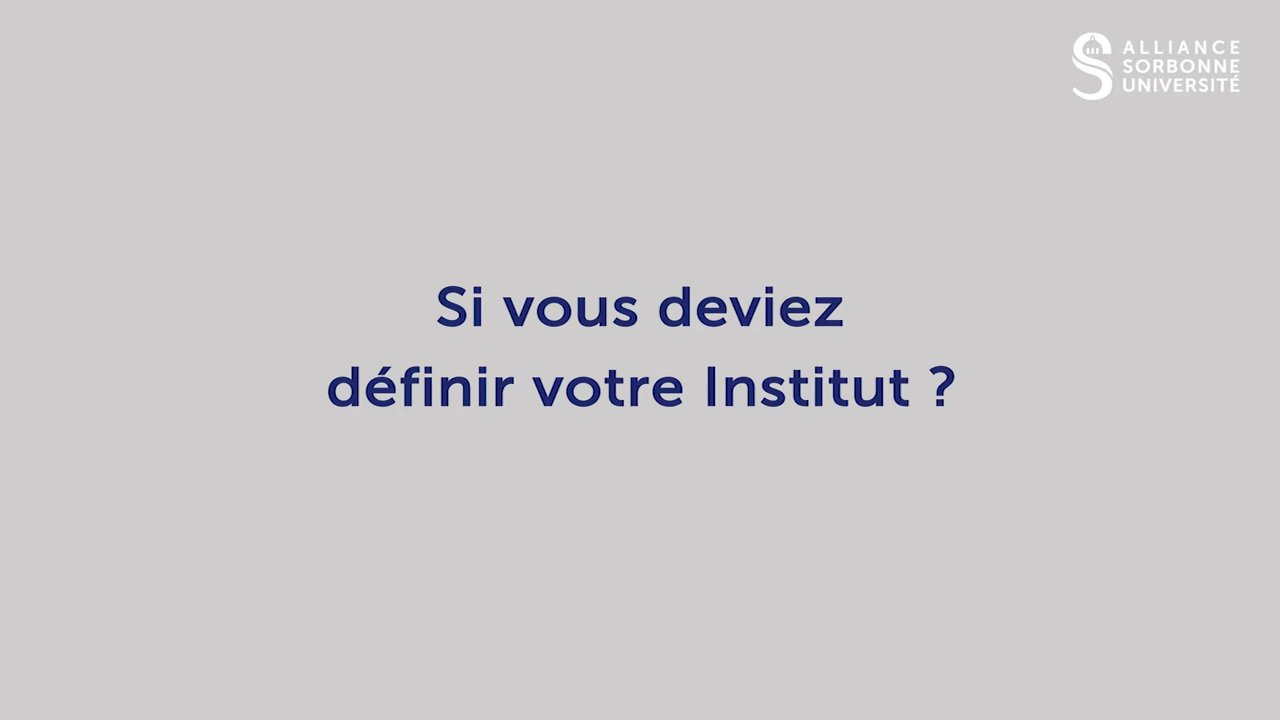 ALLIANCE
SORBONNE
UNIVERSITÉ
Si vous deviez
définir votre Institut ?